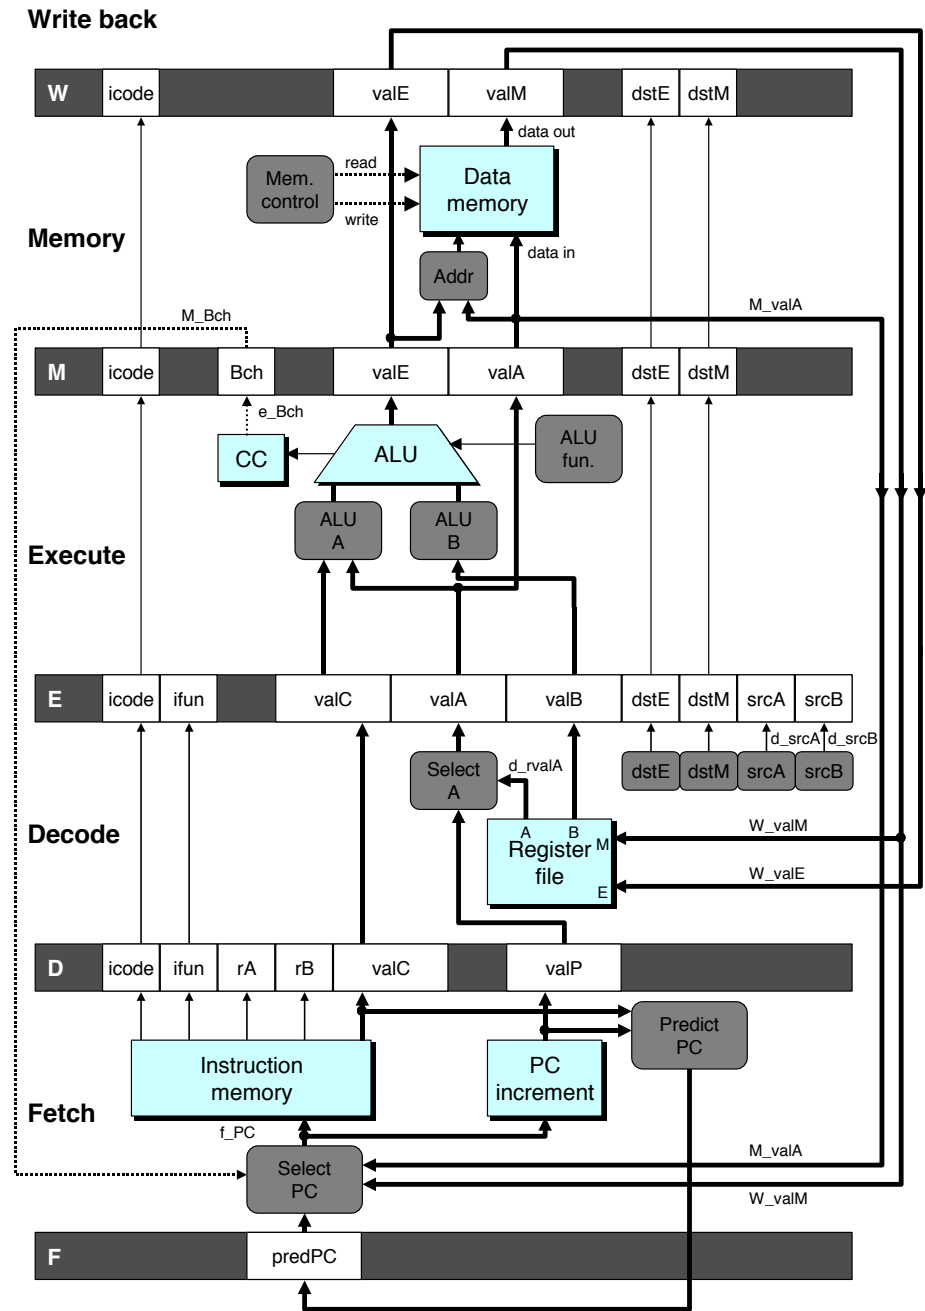 Write back
W
icode
valE
valM
dstE
dstM
data out
read
Mem.
control
Data
memory
write
Memory
data in
Addr
M_valA
M_Bch
M
icode
Bch
valE
valA
dstE
dstM
e_Bch
CC
ALU
ALU
fun.
ALU
A
ALU
B
Execute
E
icode
ifun
valC
valA
valB
dstE
dstM
srcA
srcB
d_srcA
d_srcB
Select
A
d_rvalA
dstE
dstM
srcA
srcB
Decode
A
B
M
Register
file
E
W_valM
W_valE
D
icode
ifun
rA
rB
valC
valP
Predict
PC
Instruction
memory
PC
increment
Fetch
f_PC
Select
PC
M_valA
W_valM
F
predPC